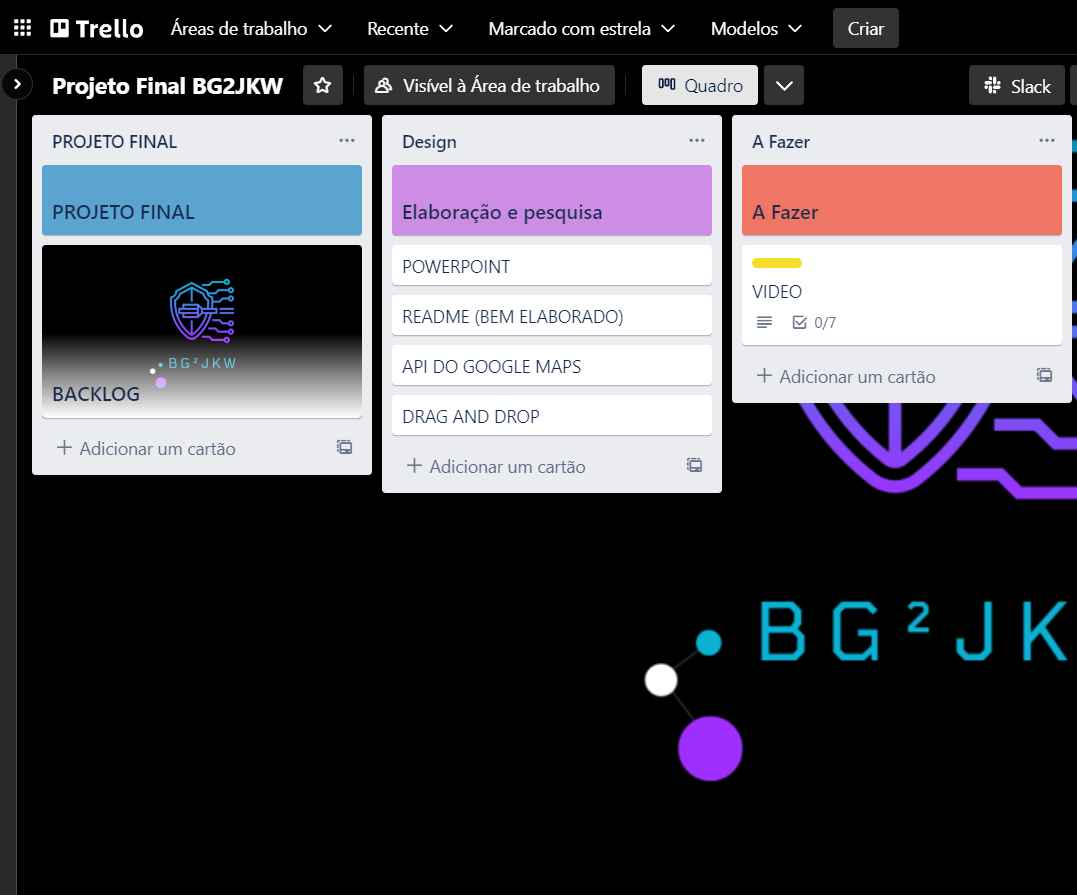 Trello Áreas de trabalho Recente Marcado com estrela Modelos Criar
Projeto Final BG2JKW Visível à Área de trabalho Quadro Slack
PROJETO FINAL
PROJETO FINAL
BG²JKW
BACKLOG
+ Adicionar um cartão
Design
Elaboração e pesquisa
POWERPOINT
README (BEM ELABORADO)
API DO GOOGLE MAPS
DRAG AND DROP
+ Adicionar um cartão
A Fazer
A Fazer
VIDEO
0/7
+ Adicionar um cartão
BG²JK